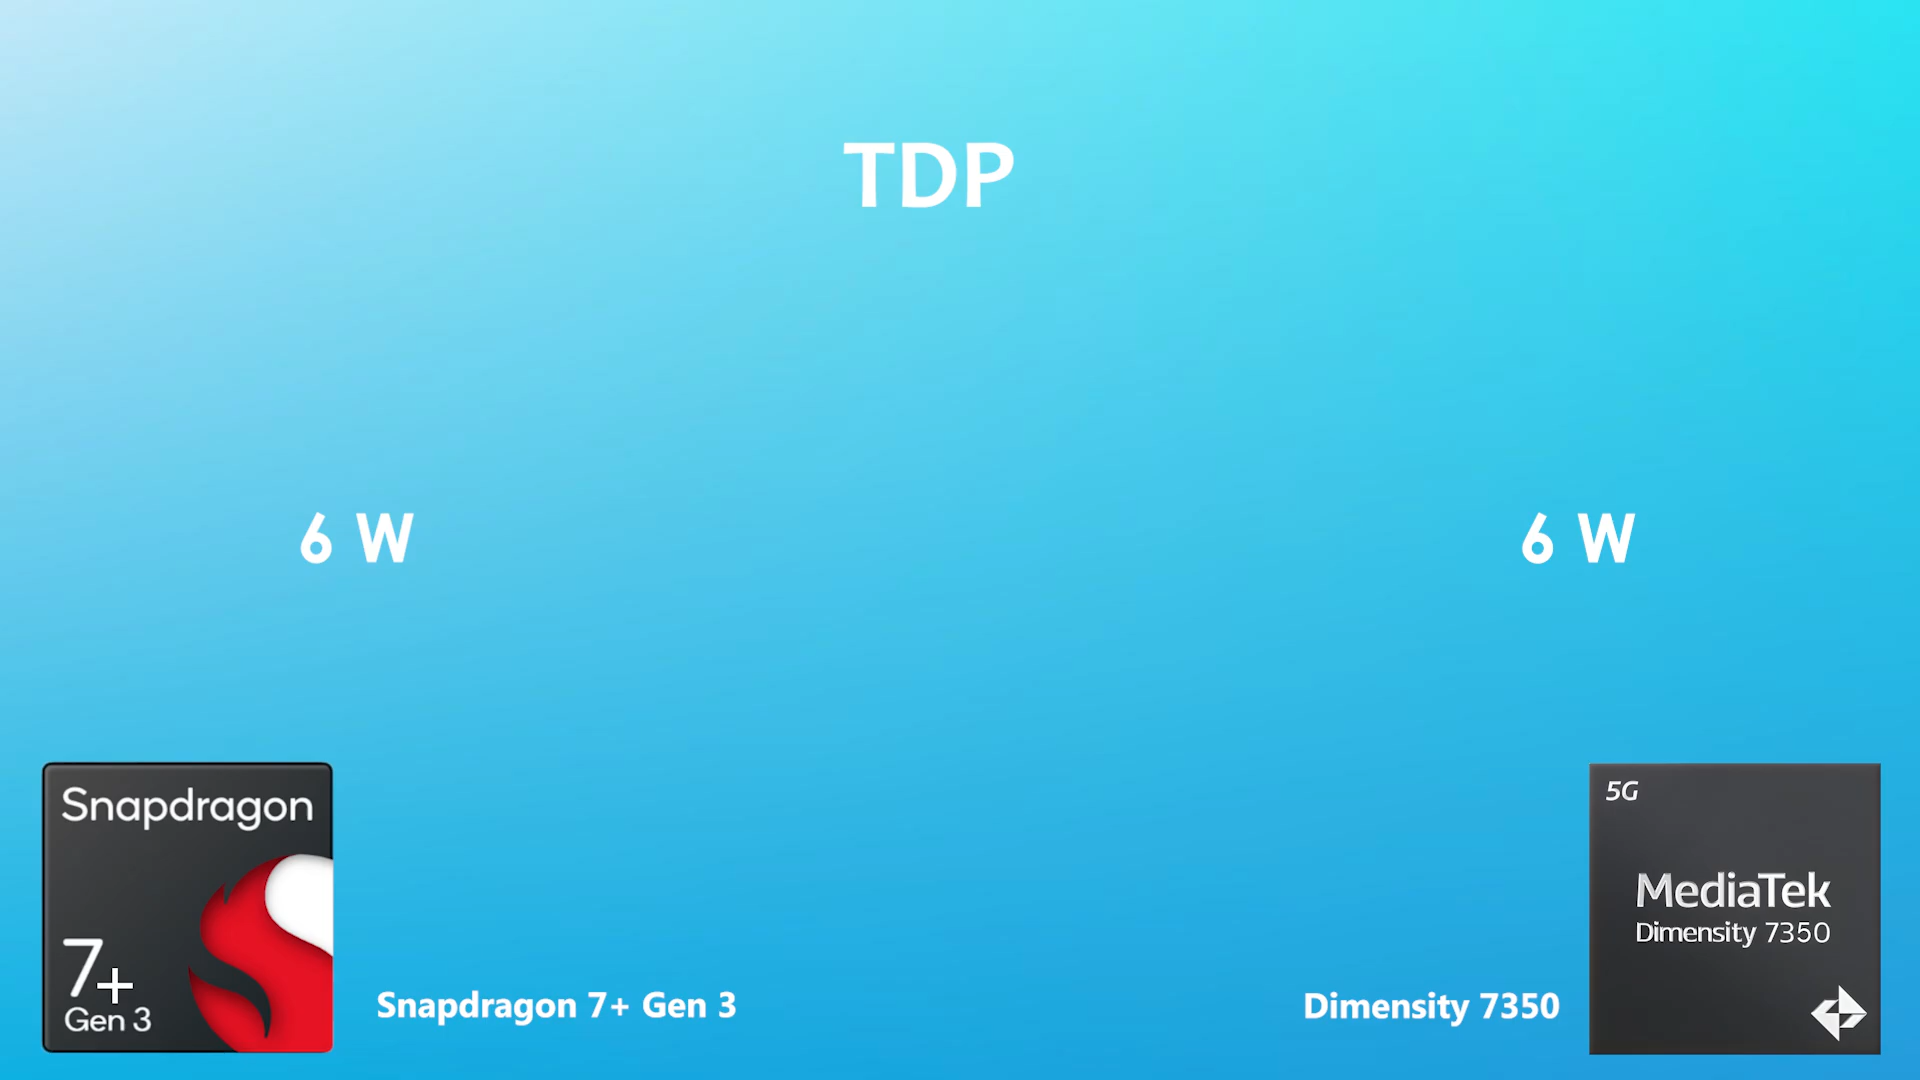 TDP
6 W
6 W
Snapdragon
7+
Gen 3
Snapdragon 7+ Gen 3
Dimensity 7350
5G
MediaTek
Dimensity 7350